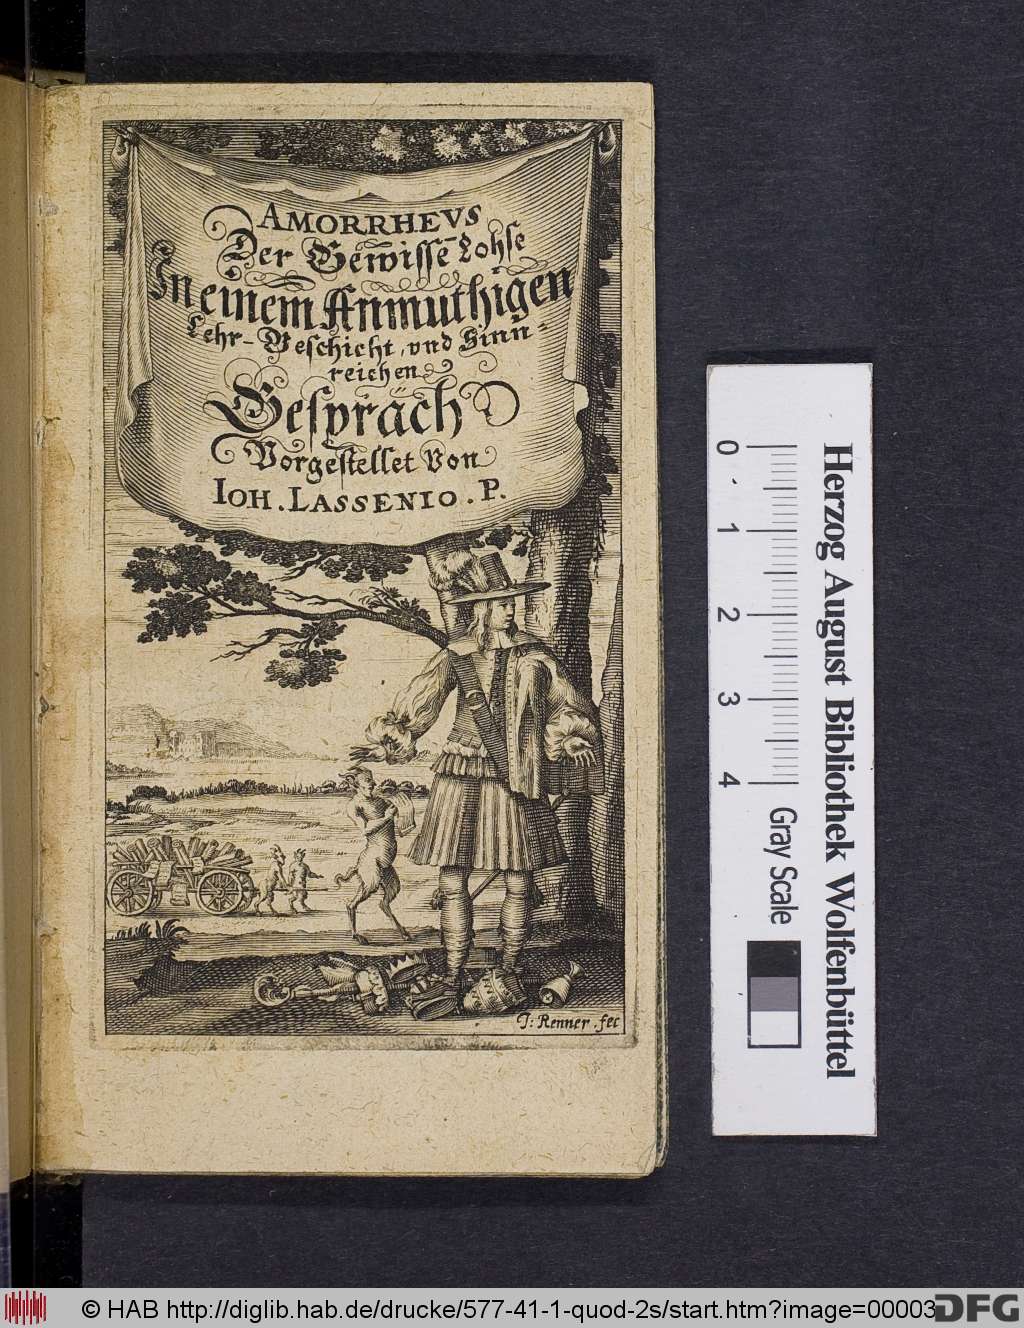 AMORRHEVS
Der Gewisse Lohse
In einem Anmuthigen
Lehr-Geschicht, vnd Sinn-
reichen
Gespräch
Vorgestellet Von
IOH. LASSENIO. P.
J: Renner. fec
0 1 2 3 4
Gray Scale
Herzog August Bibliothek Wolfenbüttel
© HAB http://diglib.hab.de/drucke/577-41-1-quod-2s/start.htm?image=00003
DFG